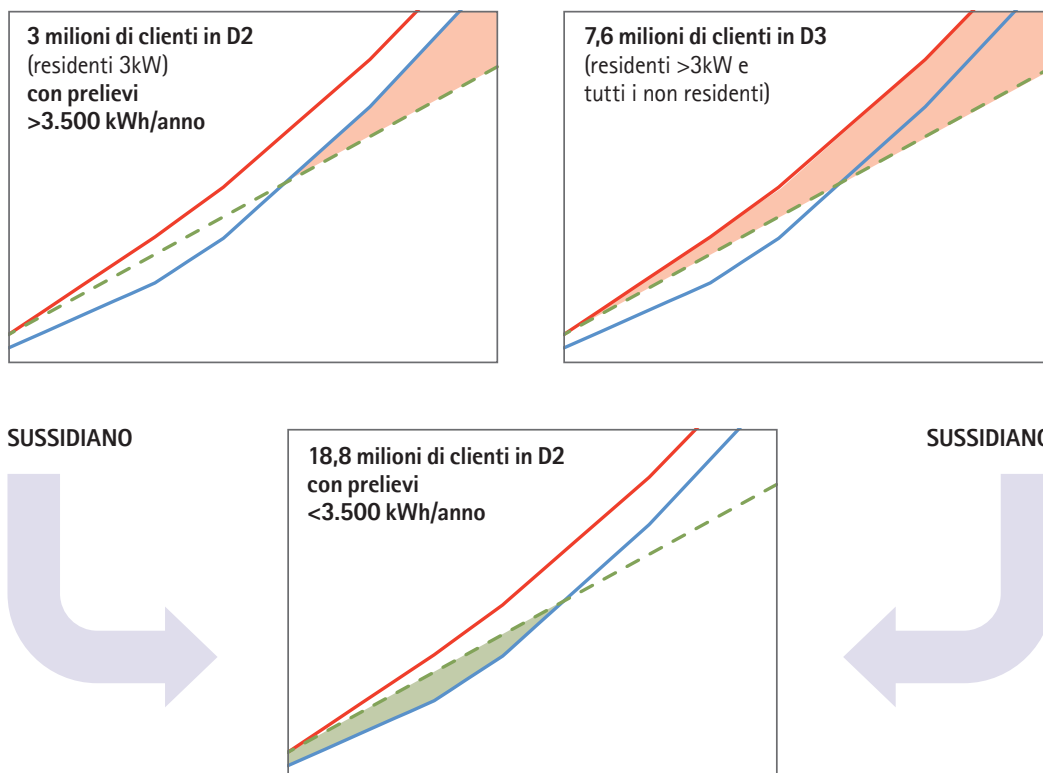 3 milioni di clienti in D2
(residenti 3kW)
con prelievi
>3.500 kWh/anno
7,6 milioni di clienti in D3
(residenti >3kW e
tutti i non residenti)
SUSSIDIANO
SUSSIDIANO
18,8 milioni di clienti in D2
con prelievi
<3.500 kWh/anno